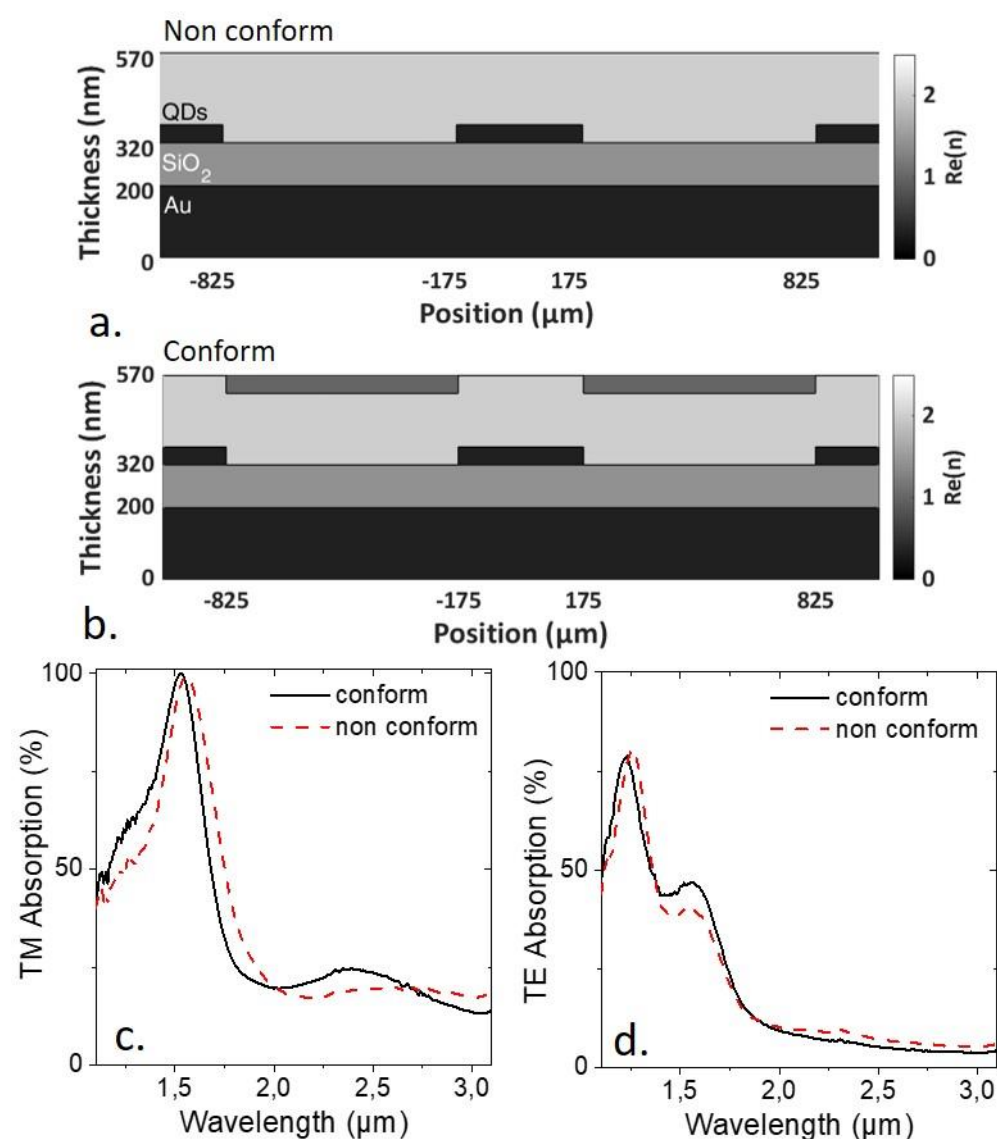 Non conform
570
320
200
0
Thickness (nm)
QDs
SiO₂
Au
-825
-175
175
825
Position (µm)
2
1
0
Re(n)
a.
Conform
570
320
200
0
Thickness (nm)
-825
-175
175
825
Position (µm)
2
1
0
Re(n)
b.
100
50
0
TM Absorption (%)
conform
non conform
c.
1,5
2,0
2,5
3,0
Wavelength (µm)
100
50
0
TE Absorption (%)
conform
non conform
d.
1,5
2,0
2,5
3,0
Wavelength (µm)